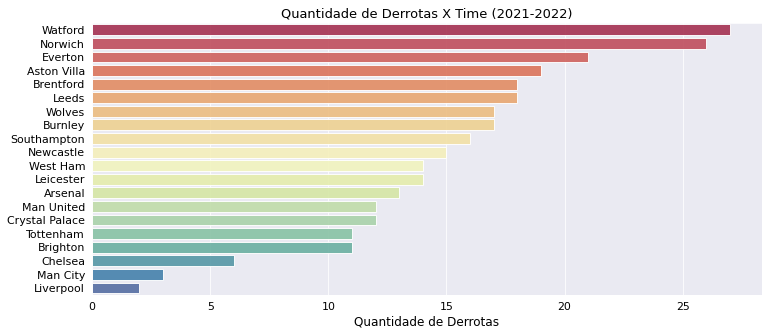 Quantidade de Derrotas X Time (2021-2022)
Watford
Norwich
Everton
Aston Villa
Brentford
Leeds
Wolves
Burnley
Southampton
Newcastle
West Ham
Leicester
Arsenal
Man United
Crystal Palace
Tottenham
Brighton
Chelsea
Man City
Liverpool
0 5 10 15 20 25
Quantidade de Derrotas